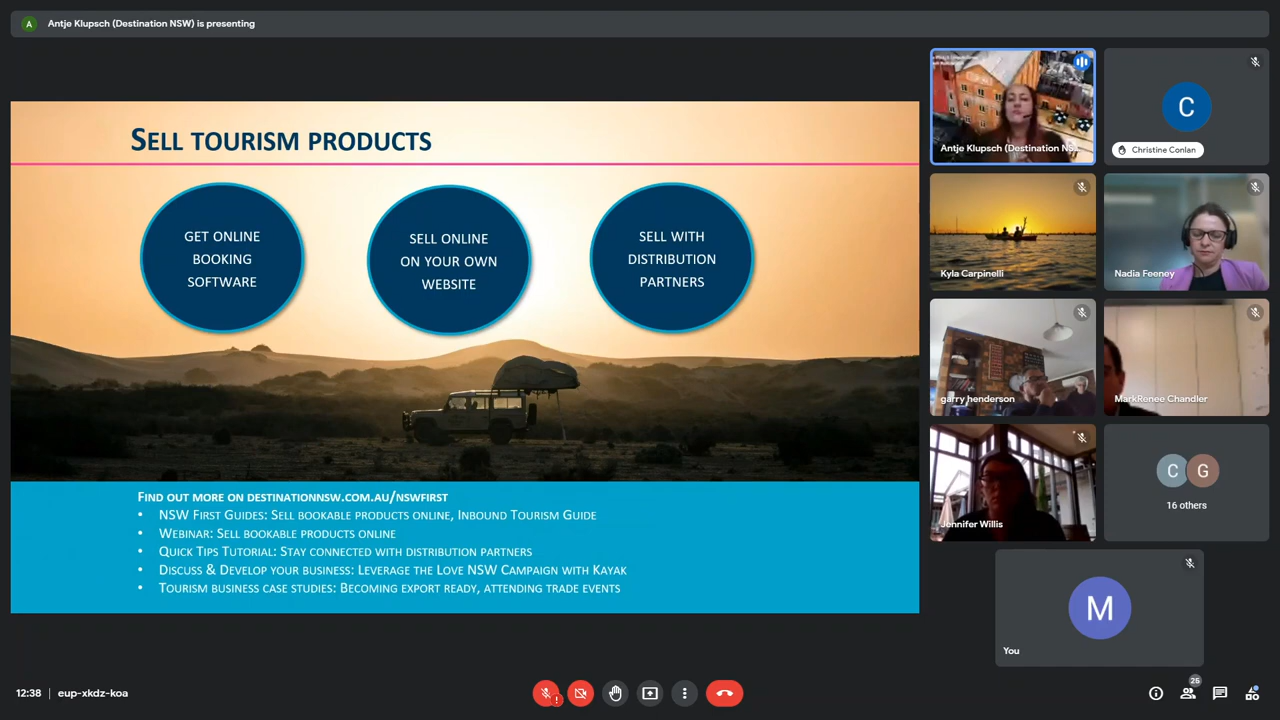 A Antje Klupsch (Destination NSW) is presenting
SELL TOURISM PRODUCTS
GET ONLINE
BOOKING
SOFTWARE
SELL ONLINE
ON YOUR OWN
WEBSITE
SELL WITH
DISTRIBUTION
PARTNERS
FIND OUT MORE ON DESTINATIONNSW.COM.AU/NSWFIRST
• NSW FIRST GUIDES: SELL BOOKABLE PRODUCTS ONLINE, INBOUND TOURISM GUIDE
• WEBINAR: SELL BOOKABLE PRODUCTS ONLINE
• QUICK TIPS TUTORIAL: STAY CONNECTED WITH DISTRIBUTION PARTNERS
• DISCUSS & DEVELOP YOUR BUSINESS: LEVERAGE THE LOVE NSW CAMPAIGN WITH KAYAK
• TOURISM BUSINESS CASE STUDIES: BECOMING EXPORT READY, ATTENDING TRADE EVENTS
Antje Klupsch (Destination NS...
C
Christine Conlan
Kyla Carpinelli
Nadia Feeney
garry henderson
MarkRenee Chandler
Jennifer Willis
C G
16 others
M
You
12:38 | eup-xkdz-koa
25